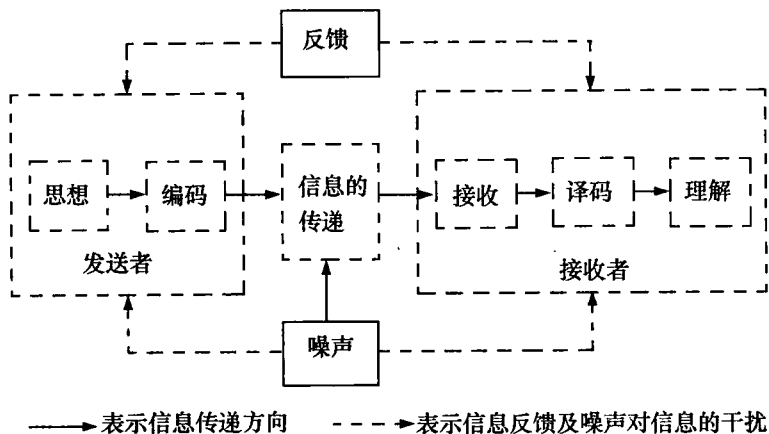 反馈
思想
编码
信息的
传递
接收
译码
理解
发送者
接收者
噪声
表示信息传递方向
表示信息反馈及噪声对信息的干扰